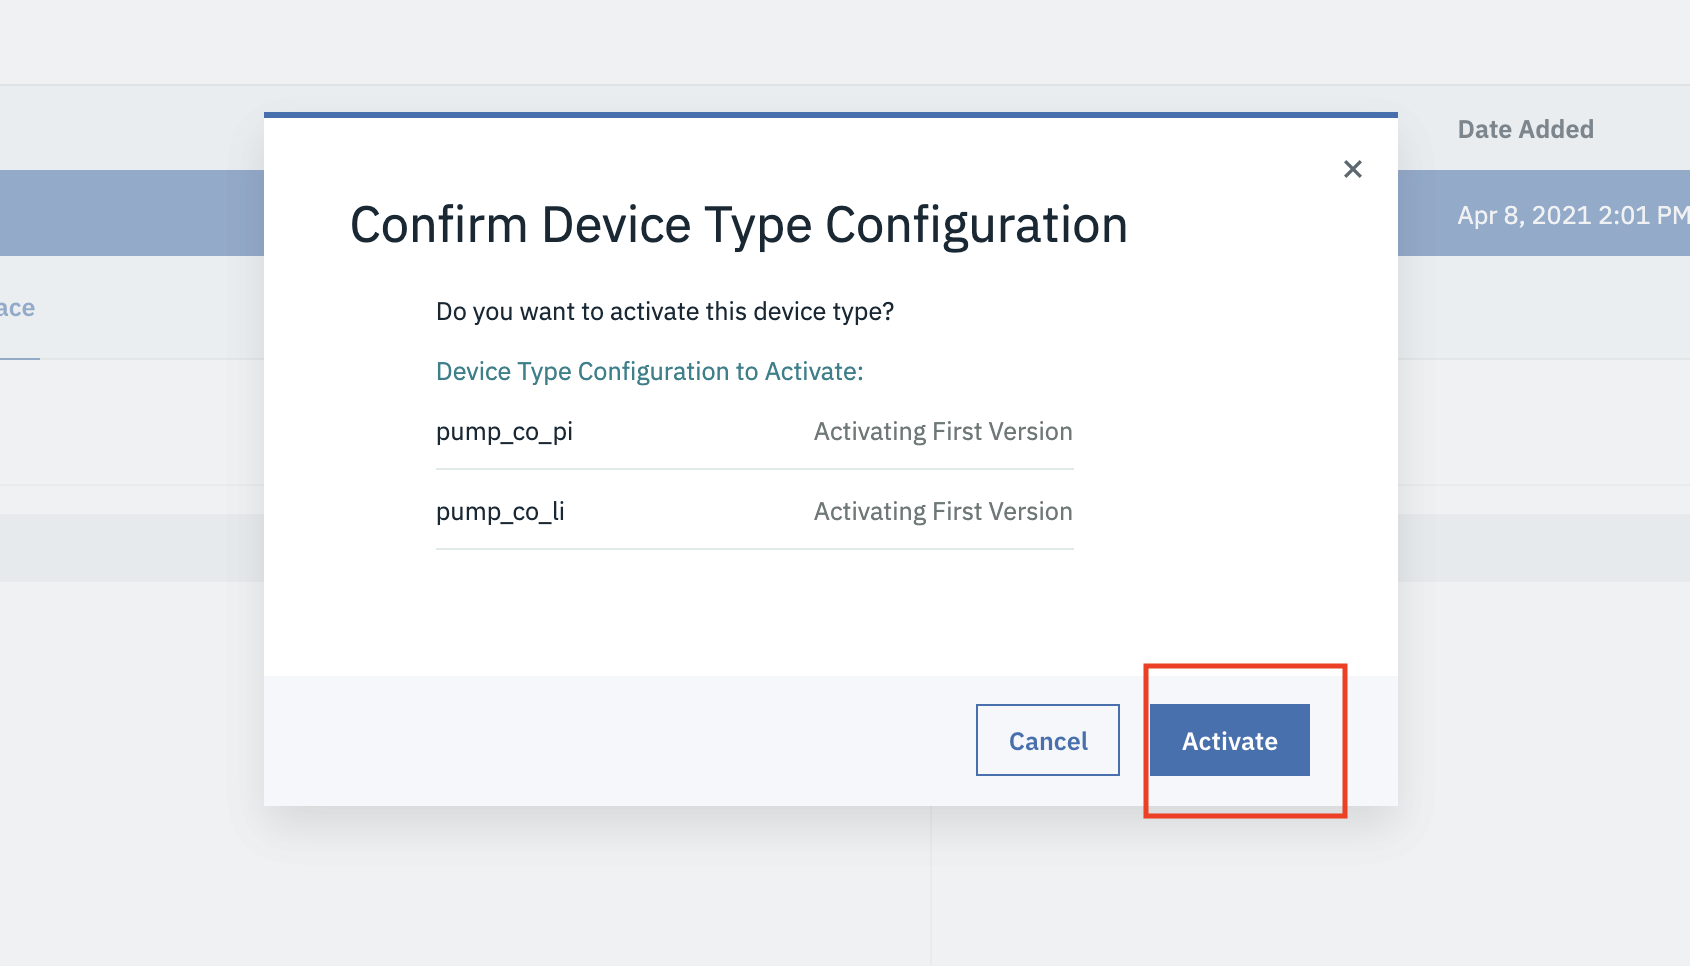 Date Added
Apr 8, 2021 2:01 PM
Confirm Device Type Configuration
Do you want to activate this device type?
Device Type Configuration to Activate:
pump_co_pi Activating First Version
pump_co_li Activating First Version
Cancel Activate